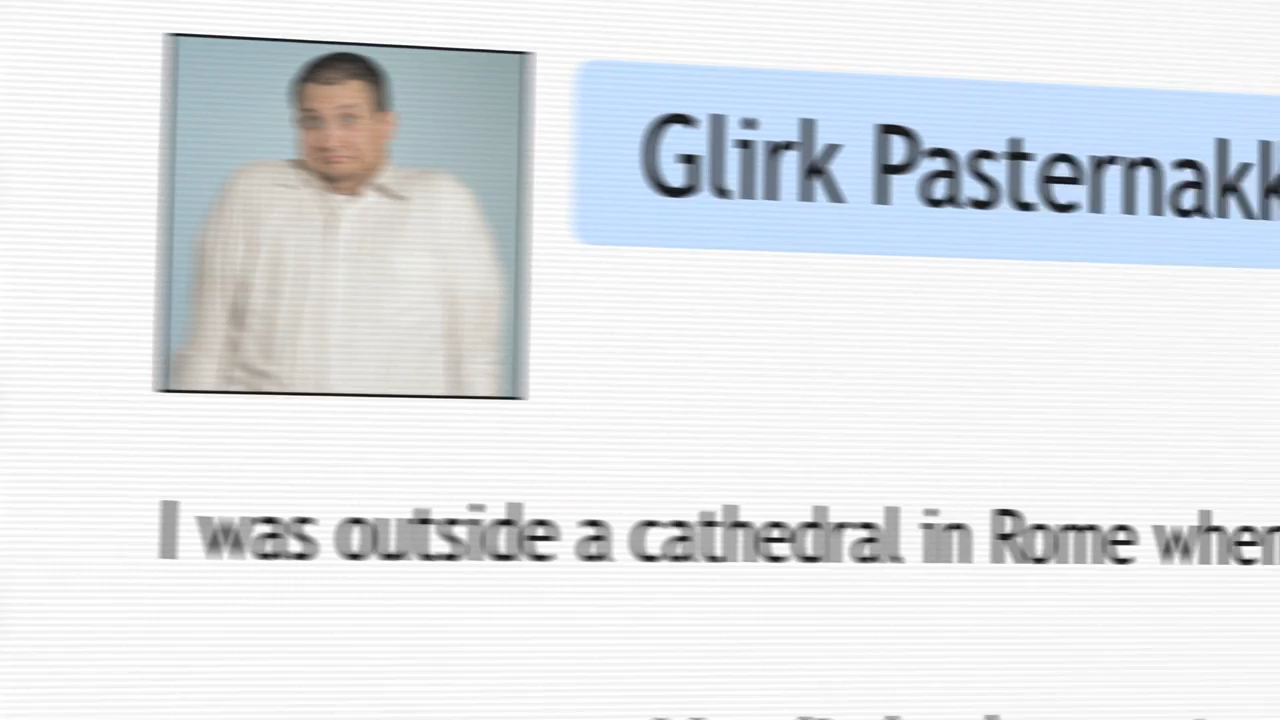 Glirk Pasternakk
I was outside a cathedral in Rome when